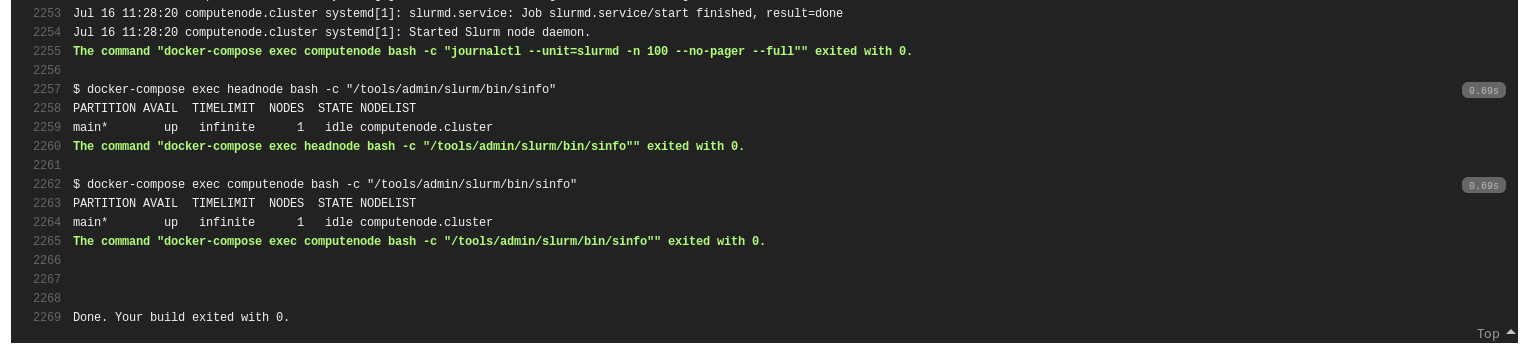 2253 Jul 16 11:28:20 computenode.cluster systemd[1]: slurmd.service: Job slurmd.service/start finished, result=done
2254 Jul 16 11:28:20 computenode.cluster systemd[1]: Started Slurm node daemon.
2255 The command "docker-compose exec computenode bash -c "journalctl --unit=slurmd -n 100 --no-pager --full"" exited with 0.
2256
2257 $ docker-compose exec headnode bash -c "/tools/admin/slurm/bin/sinfo" 0.69s
2258 PARTITION AVAIL  TIMELIMIT  NODES  STATE NODELIST
2259 main*        up   infinite      1   idle computenode.cluster
2260 The command "docker-compose exec headnode bash -c "/tools/admin/slurm/bin/sinfo"" exited with 0.
2261
2262 $ docker-compose exec computenode bash -c "/tools/admin/slurm/bin/sinfo" 0.69s
2263 PARTITION AVAIL  TIMELIMIT  NODES  STATE NODELIST
2264 main*        up   infinite      1   idle computenode.cluster
2265 The command "docker-compose exec computenode bash -c "/tools/admin/slurm/bin/sinfo"" exited with 0.
2266
2267
2268
2269 Done. Your build exited with 0.
Top